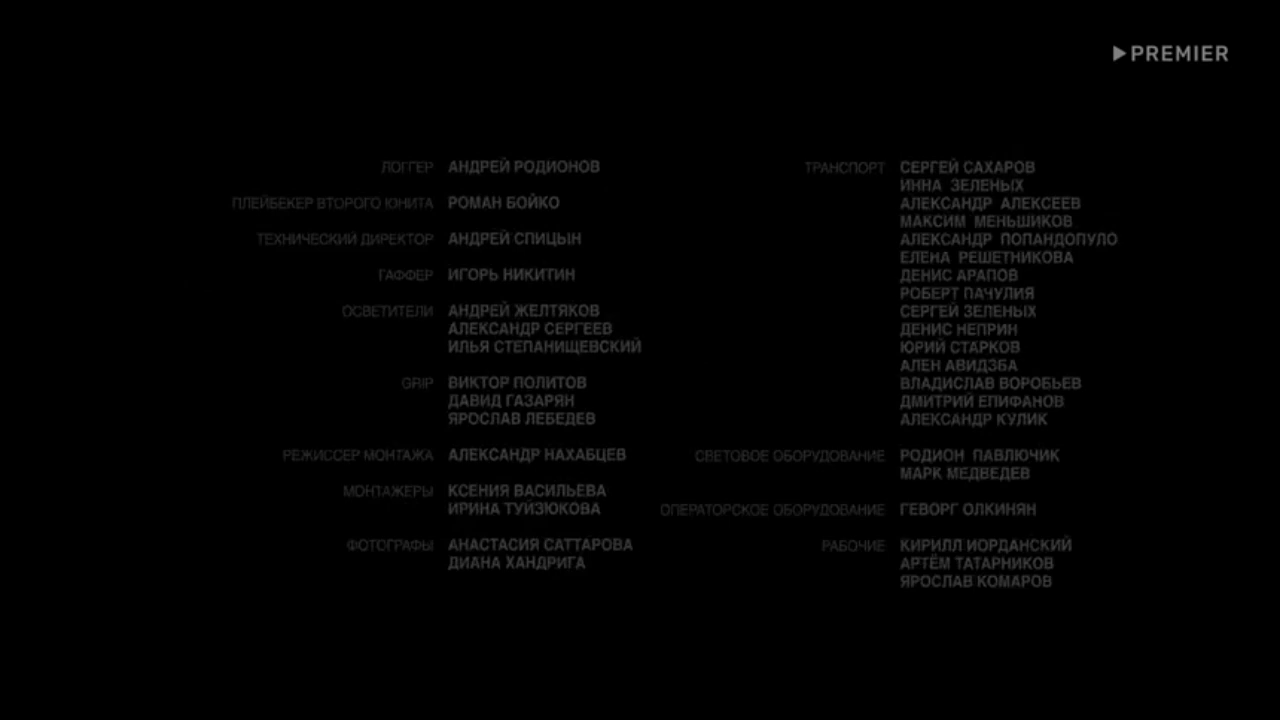 PREMIER
ЛОГГЕР АНДРЕЙ РОДИОНОВ
ПЛЕЙБЕКЕР ВТОРОГО ЮНИТА РОМАН БОЙКО
ТЕХНИЧЕСКИЙ ДИРЕКТОР АНДРЕЙ СПИЦЫН
ГАФФЕР ИГОРЬ НИКИТИН
ОСВЕТИТЕЛИ АНДРЕЙ ЖЕЛТЯКОВ
АЛЕКСАНДР СЕРГЕЕВ
ИЛЬЯ СТЕПАНИЩЕВСКИЙ
GRIP ВИКТОР ПОЛИТОВ
ДАВИД ГАЗАРЯН
ЯРОСЛАВ ЛЕБЕДЕВ
РЕЖИССЕР МОНТАЖА АЛЕКСАНДР НАХАБЦЕВ
МОНТАЖЕРЫ КСЕНИЯ ВАСИЛЬЕВА
ИРИНА ТУЙЗЮКОВА
ФОТОГРАФЫ АНАСТАСИЯ САТТАРОВА
ДИАНА ХАНДРИГА
ТРАНСПОРТ СЕРГЕЙ САХАРОВ
ИННА ЗЕЛЕНЫХ
АЛЕКСАНДР АЛЕКСЕЕВ
МАКСИМ МЕНЬШИКОВ
АЛЕКСАНДР ПОПАНДОПУЛО
ЕЛЕНА РЕШЕТНИКОВА
ДЕНИС АРАПОВ
РОБЕРТ ПАЧУЛИЯ
СЕРГЕЙ ЗЕЛЕНЫХ
ДЕНИС НЕПРИН
ЮРИЙ СТАРКОВ
АЛЕН АВИДЗБА
ВЛАДИСЛАВ ВОРОБЬЕВ
ДМИТРИЙ ЕПИФАНОВ
АЛЕКСАНДР КУЛИК
СВЕТОВОЕ ОБОРУДОВАНИЕ РОДИОН ПАВЛЮЧИК
МАРК МЕДВЕДЕВ
ОПЕРАТОРСКОЕ ОБОРУДОВАНИЕ ГЕВОРГ ОЛКИНЯН
РАБОЧИЕ КИРИЛЛ ИОРДАНСКИЙ
АРТЁМ ТАТАРНИКОВ
ЯРОСЛАВ КОМАРОВ